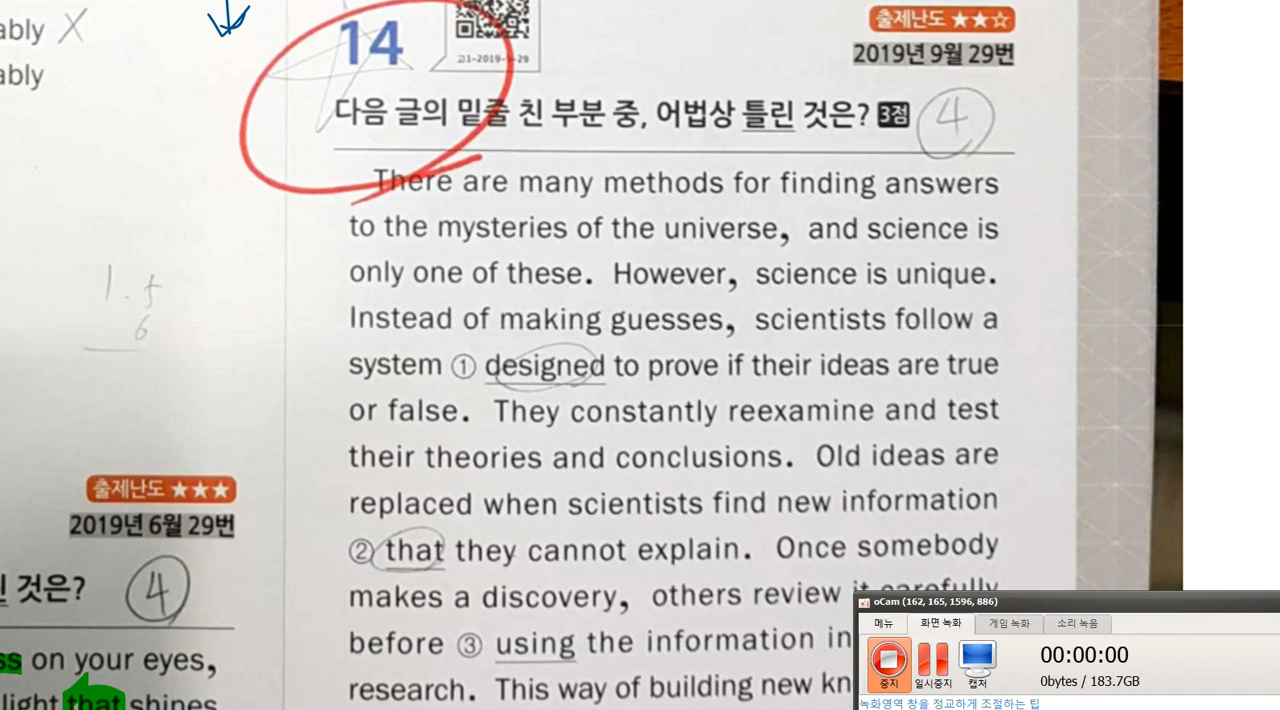 ably X
ably
1.5
6
출제난도 ★★★
2019년 6월 29번
것은? ④
ss on your eyes,
light that shines
14
고1-2019-9-29
출제난도 ★★☆
2019년 9월 29번
다음 글의 밑줄 친 부분 중, 어법상 틀린 것은? 3점 ④
There are many methods for finding answers
to the mysteries of the universe, and science is
only one of these. However, science is unique.
Instead of making guesses, scientists follow a
system ① designed to prove if their ideas are true
or false. They constantly reexamine and test
their theories and conclusions. Old ideas are
replaced when scientists find new information
② that they cannot explain. Once somebody
makes a discovery, others review it carefully
before ③ using the information in
research. This way of building new kn
oCam (162, 165, 1596, 886)
메뉴 화면 녹화 게임 녹화 소리 녹음
중지 일시중지 캡처
00:00:00
0bytes / 183.7GB
녹화영역 창을 정교하게 조절하는 팁